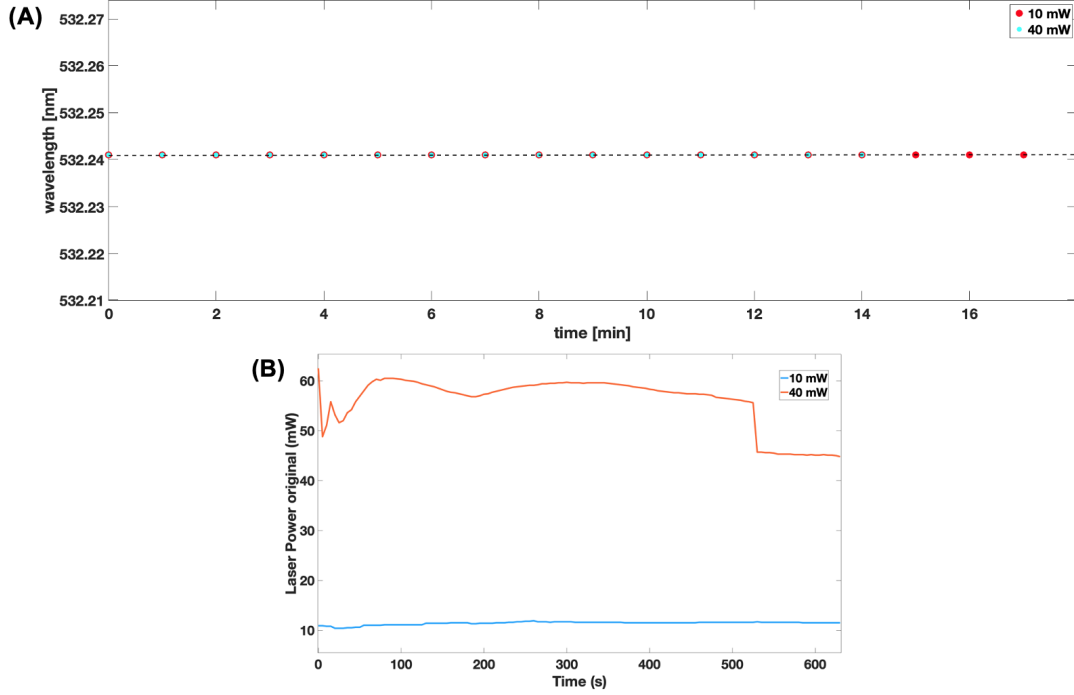 (A)
10 mW
40 mW
wavelength [nm]
532.27
532.26
532.25
532.24
532.23
532.22
532.21
0 2 4 6 8 10 12 14 16
time [min]
(B)
10 mW
40 mW
Laser Power original (mW)
60
50
40
30
20
10
0 100 200 300 400 500 600
Time (s)